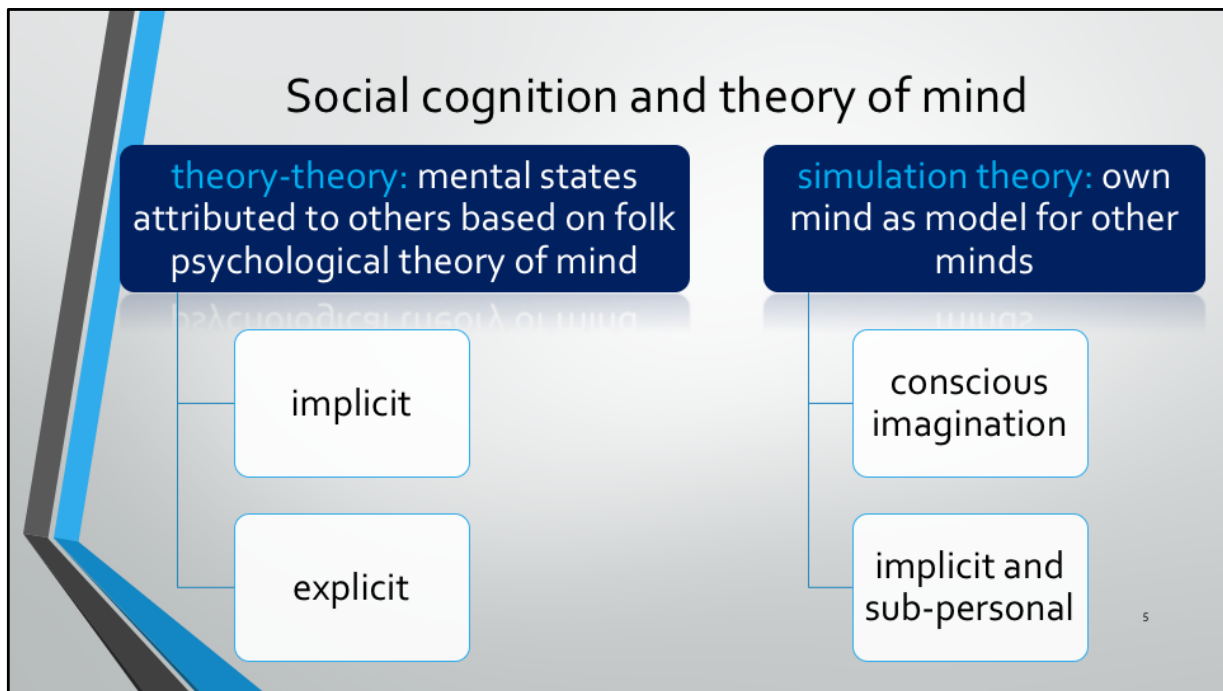 Social cognition and theory of mind
theory-theory: mental states
attributed to others based on folk
psychological theory of mind
implicit
explicit
simulation theory: own
mind as model for other
minds
conscious
imagination
implicit and
sub-personal
5